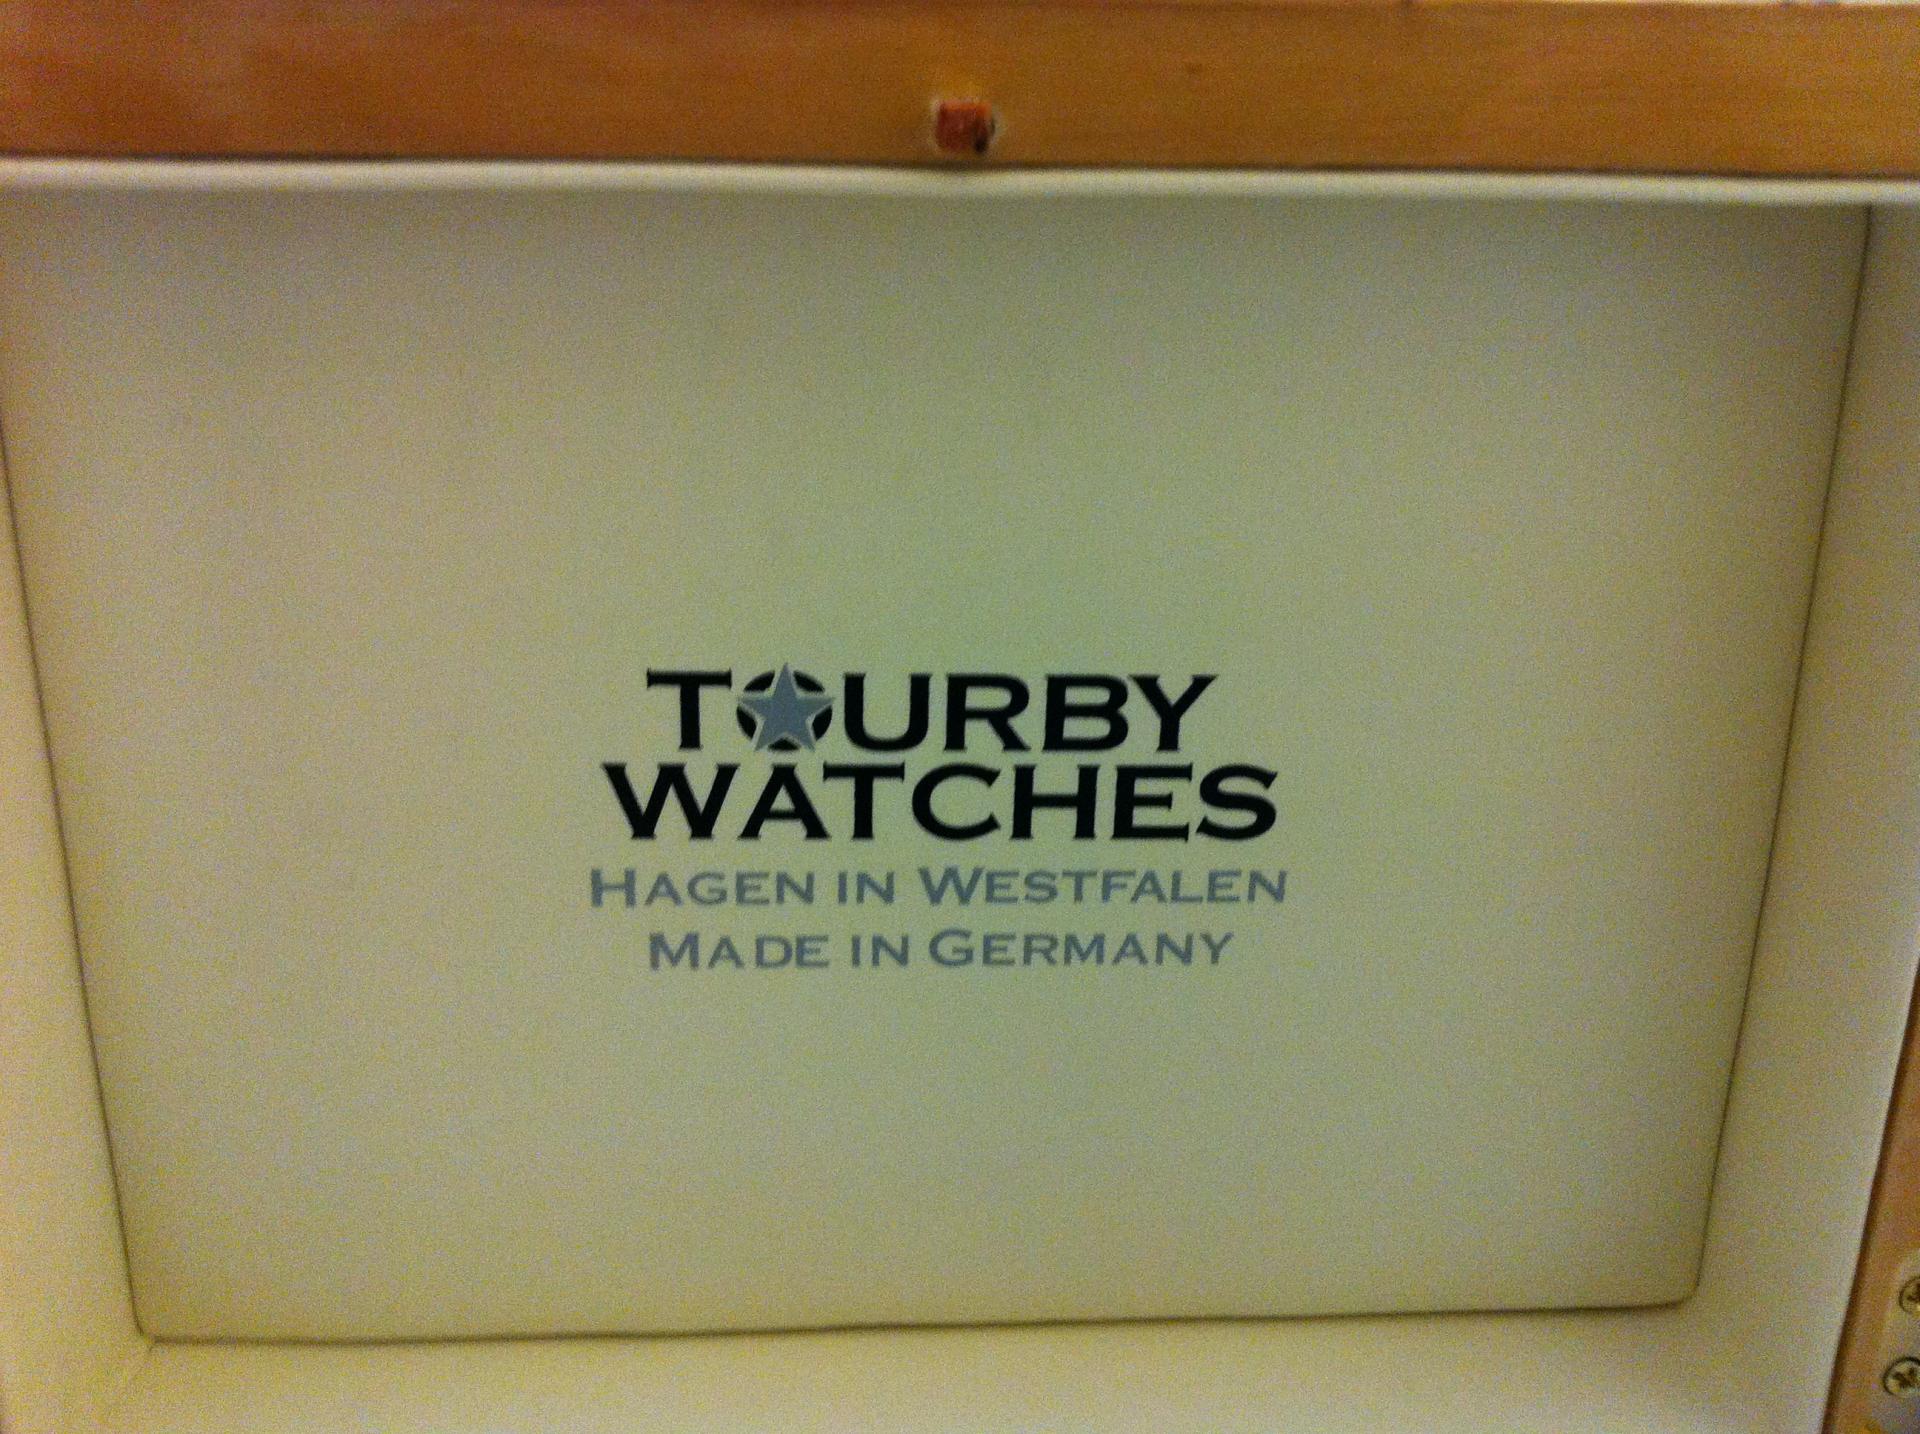 TOURBY
WATCHES
HAGEN IN WESTFALEN
MADE IN GERMANY